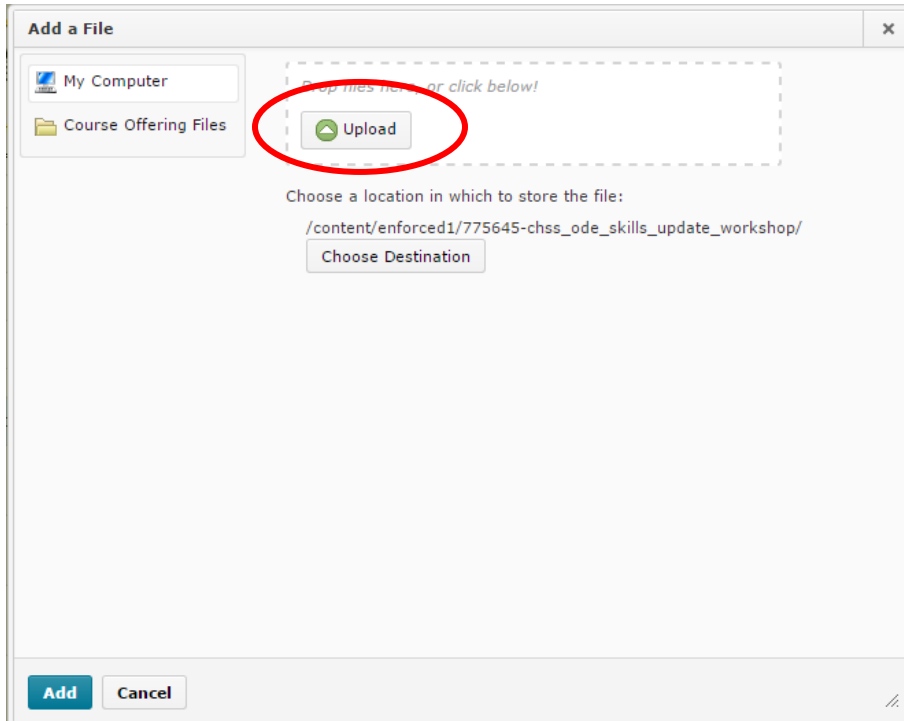 Add a File
My Computer
Course Offering Files
Drop files here, or click below!
Upload
Choose a location in which to store the file:
/content/enforced1/775645-chss_ode_skills_update_workshop/
Choose Destination
Add Cancel